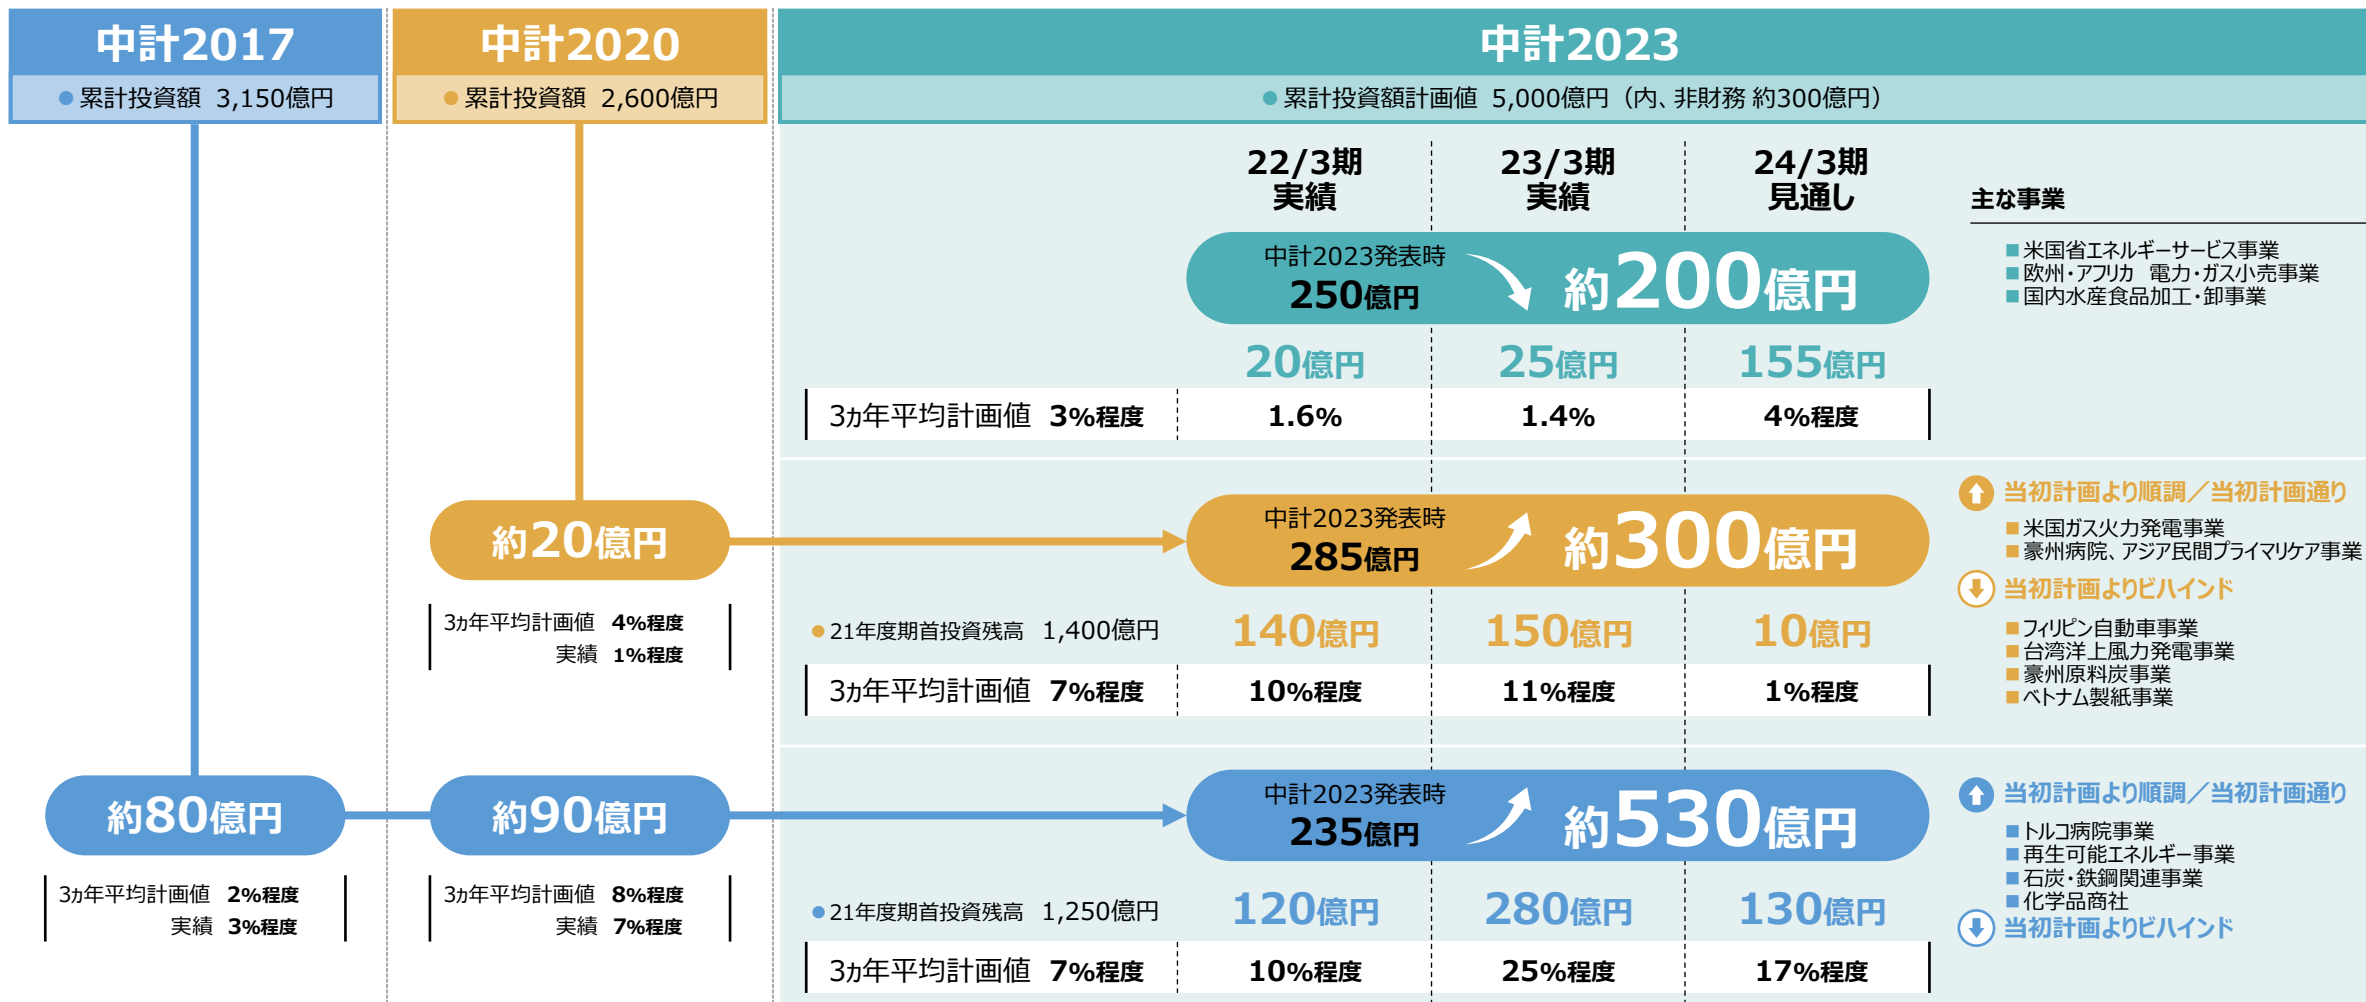 中計2017
● 累計投資額 3,150億円
中計2020
● 累計投資額 2,600億円
中計2023
● 累計投資額計画値 5,000億円（内、非財務 約300億円）
22/3期
実績
23/3期
実績
24/3期
見通し
主な事業
中計2023発表時
250億円
約200億円
■ 米国省エネルギーサービス事業
■ 欧州・アフリカ 電力・ガス小売事業
■ 国内水産食品加工・卸事業
20億円
25億円
155億円
3ヵ年平均計画値 3%程度
1.6%
1.4%
4%程度
約20億円
3ヵ年平均計画値 4%程度
実績 1%程度
中計2023発表時
285億円
約300億円
● 21年度期首投資残高 1,400億円
140億円
150億円
10億円
3ヵ年平均計画値 7%程度
10%程度
11%程度
1%程度
当初計画より順調／当初計画通り
■ 米国ガス火力発電事業
■ 豪州病院、アジア民間プライマリケア事業
当初計画よりビハインド
■ フィリピン自動車事業
■ 台湾洋上風力発電事業
■ 豪州原料炭事業
■ ベトナム製紙事業
約80億円
3ヵ年平均計画値 2%程度
実績 3%程度
約90億円
3ヵ年平均計画値 8%程度
実績 7%程度
中計2023発表時
235億円
約530億円
● 21年度期首投資残高 1,250億円
120億円
280億円
130億円
3ヵ年平均計画値 7%程度
10%程度
25%程度
17%程度
当初計画より順調／当初計画通り
■ トルコ病院事業
■ 再生可能エネルギー事業
■ 石炭・鉄鋼関連事業
■ 化学品商社
当初計画よりビハインド